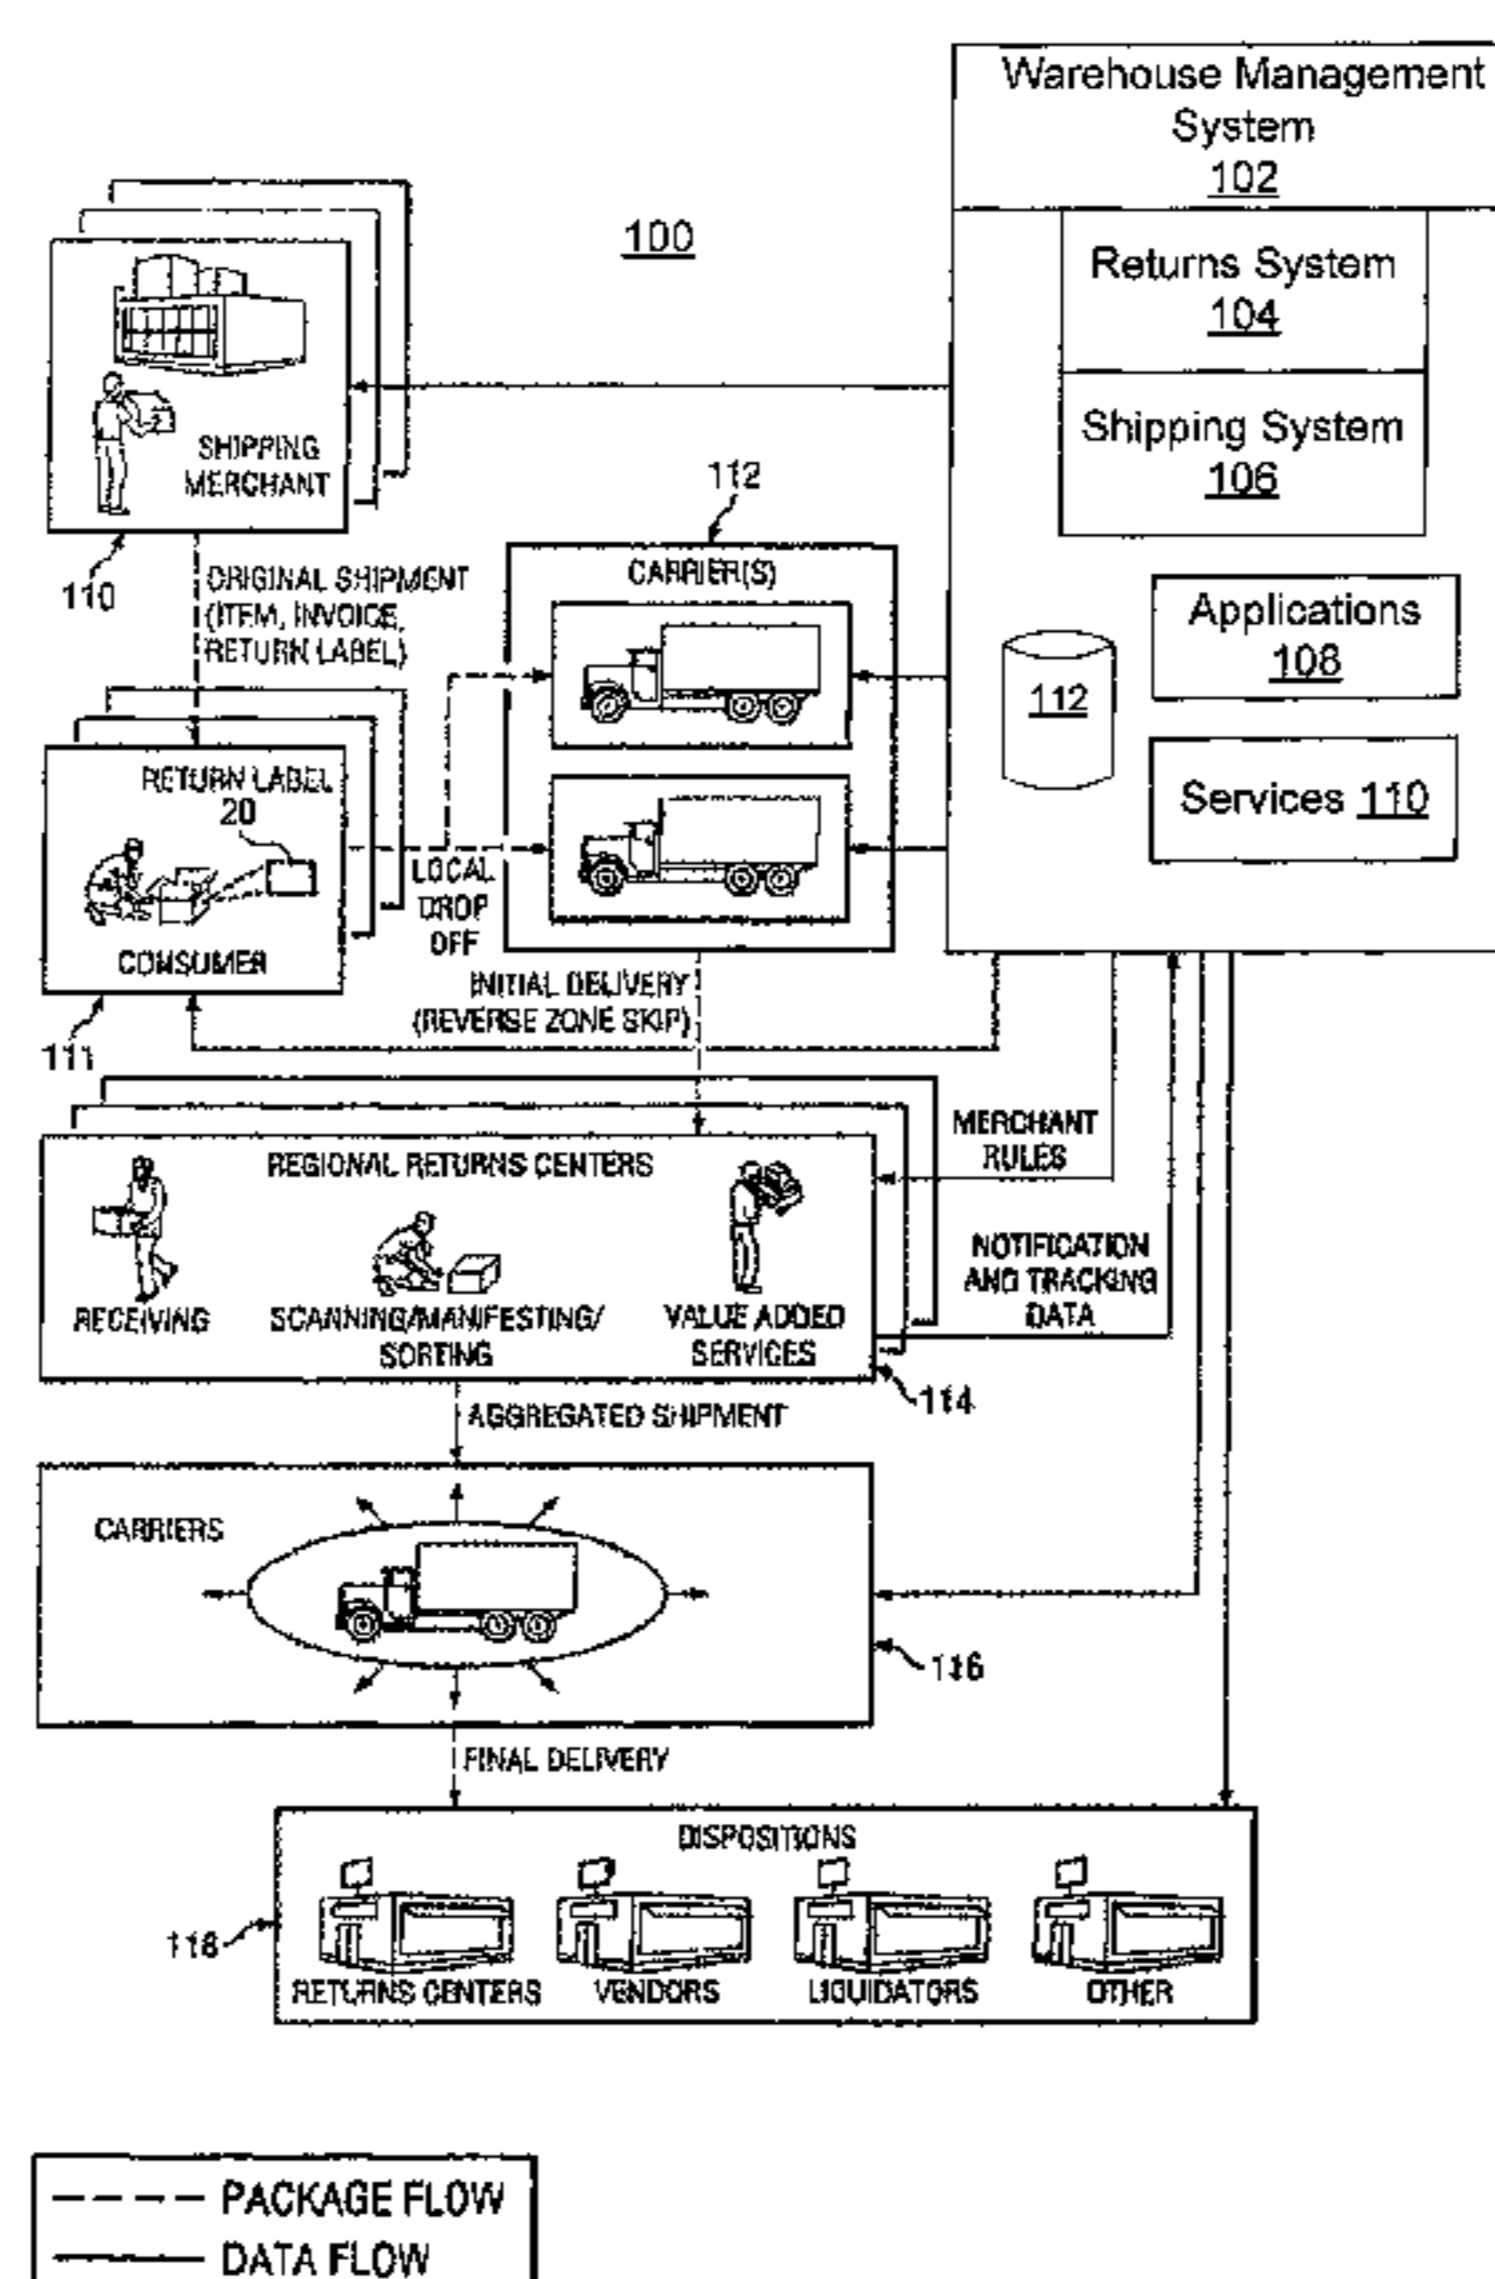 Warehouse Management
System
102
Returns System
104
Shipping System
106
Applications
108
112
Services 110
100
SHIPPING
MERCHANT
110
ORIGINAL SHIPMENT
(ITEM, INVOICE,
RETURN LABEL)
112
CARRIER(S)
RETURN LABEL
20
CONSUMER
111
LOCAL
DROP
OFF
INITIAL DELIVERY
(REVERSE ZONE SKIP)
MERCHANT
RULES
REGIONAL RETURNS CENTERS
RECEIVING
SCANNING/MANIFESTING/
SORTING
VALUE ADDED
SERVICES
NOTIFICATION
AND TRACKING
DATA
114
AGGREGATED SHIPMENT
CARRIERS
116
FINAL DELIVERY
DISPOSITIONS
118
RETURNS CENTERS
VENDORS
LIQUIDATORS
OTHER
PACKAGE FLOW
DATA FLOW